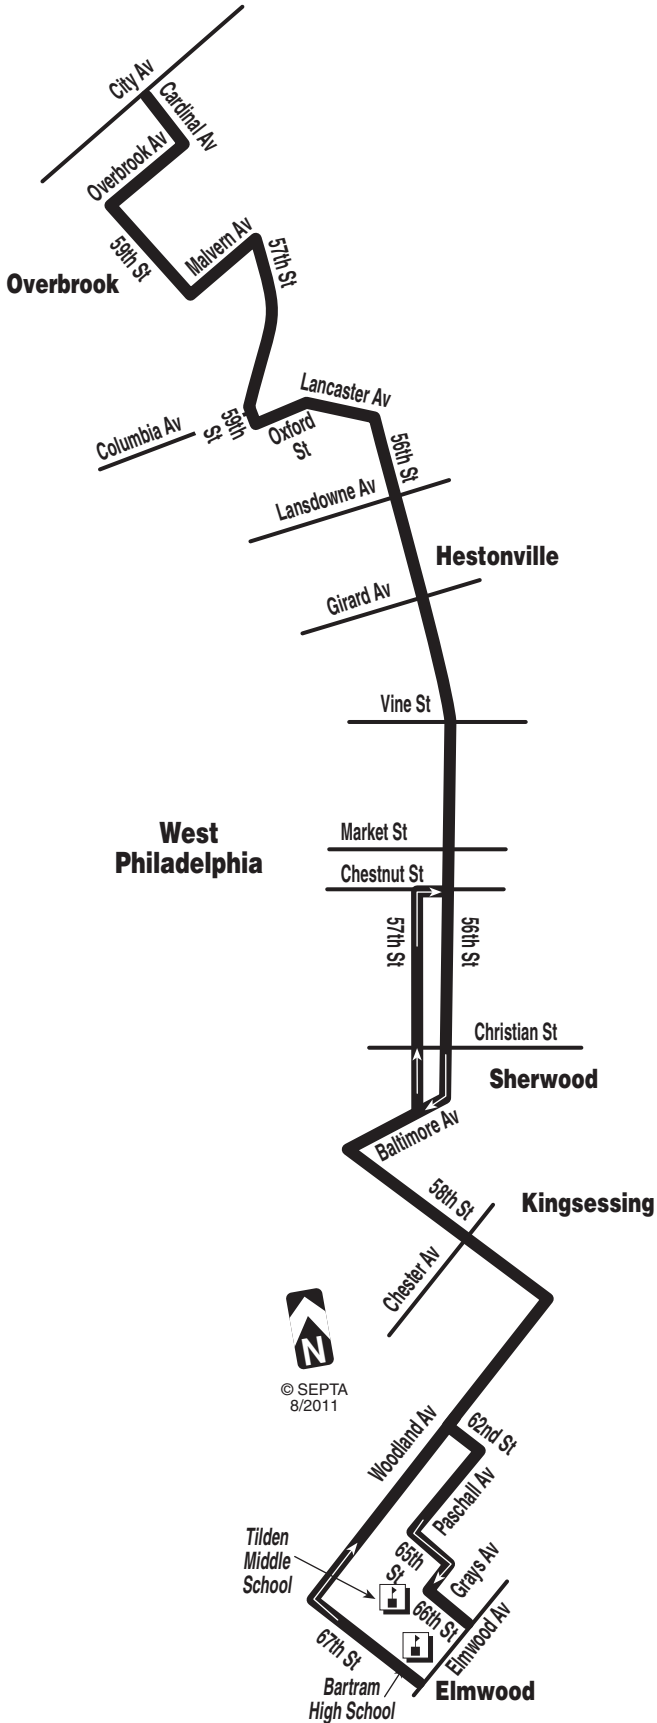 City Av
Cardinal Av
Overbrook Av
59th St
Malvern Av
57th St
Overbrook
Lancaster Av
59th
St
Oxford
St
Columbia Av
56th St
Lansdowne Av
Hestonville
Girard Av
Vine St
West
Philadelphia
Market St
Chestnut St
57th St
56th St
Christian St
Sherwood
Baltimore Av
58th St
Kingsessing
Chester Av
N
© SEPTA
8/2011
Woodland Av
62nd St
Paschall Av
Tilden
Middle
School
65th
St
Grays Av
66th St
Elmwood Av
67th St
Bartram
High School
Elmwood